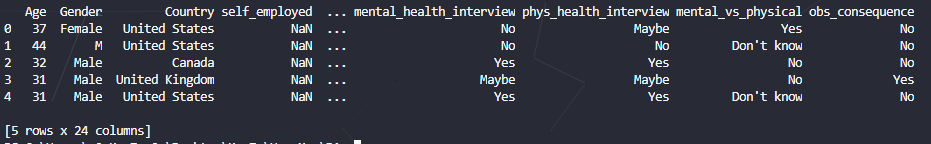 Age Gender Country self_employed ... mental_health_interview phys_health_interview mental_vs_physical obs_consequence
0 37 Female United States NaN ... No Maybe Yes No
1 44 M United States NaN ... No No Don't know No
2 32 Male Canada NaN ... Yes Yes No No
3 31 Male United Kingdom NaN ... Maybe Maybe No Yes
4 31 Male United States NaN ... Yes Yes Don't know No
[5 rows x 24 columns]